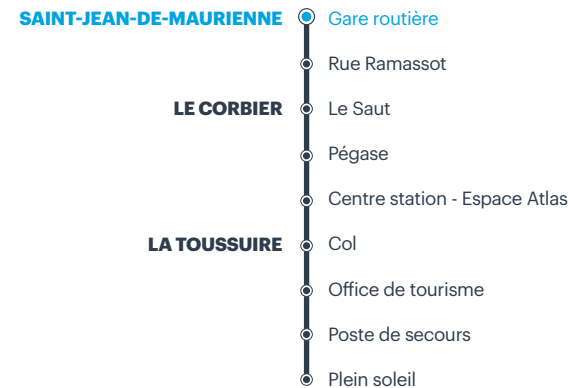 SAINT-JEAN-DE-MAURIENNE Gare routière
Rue Ramassot
LE CORBIER Le Saut
Pégase
Centre station - Espace Atlas
LA TOUSSUIRE Col
Office de tourisme
Poste de secours
Plein soleil